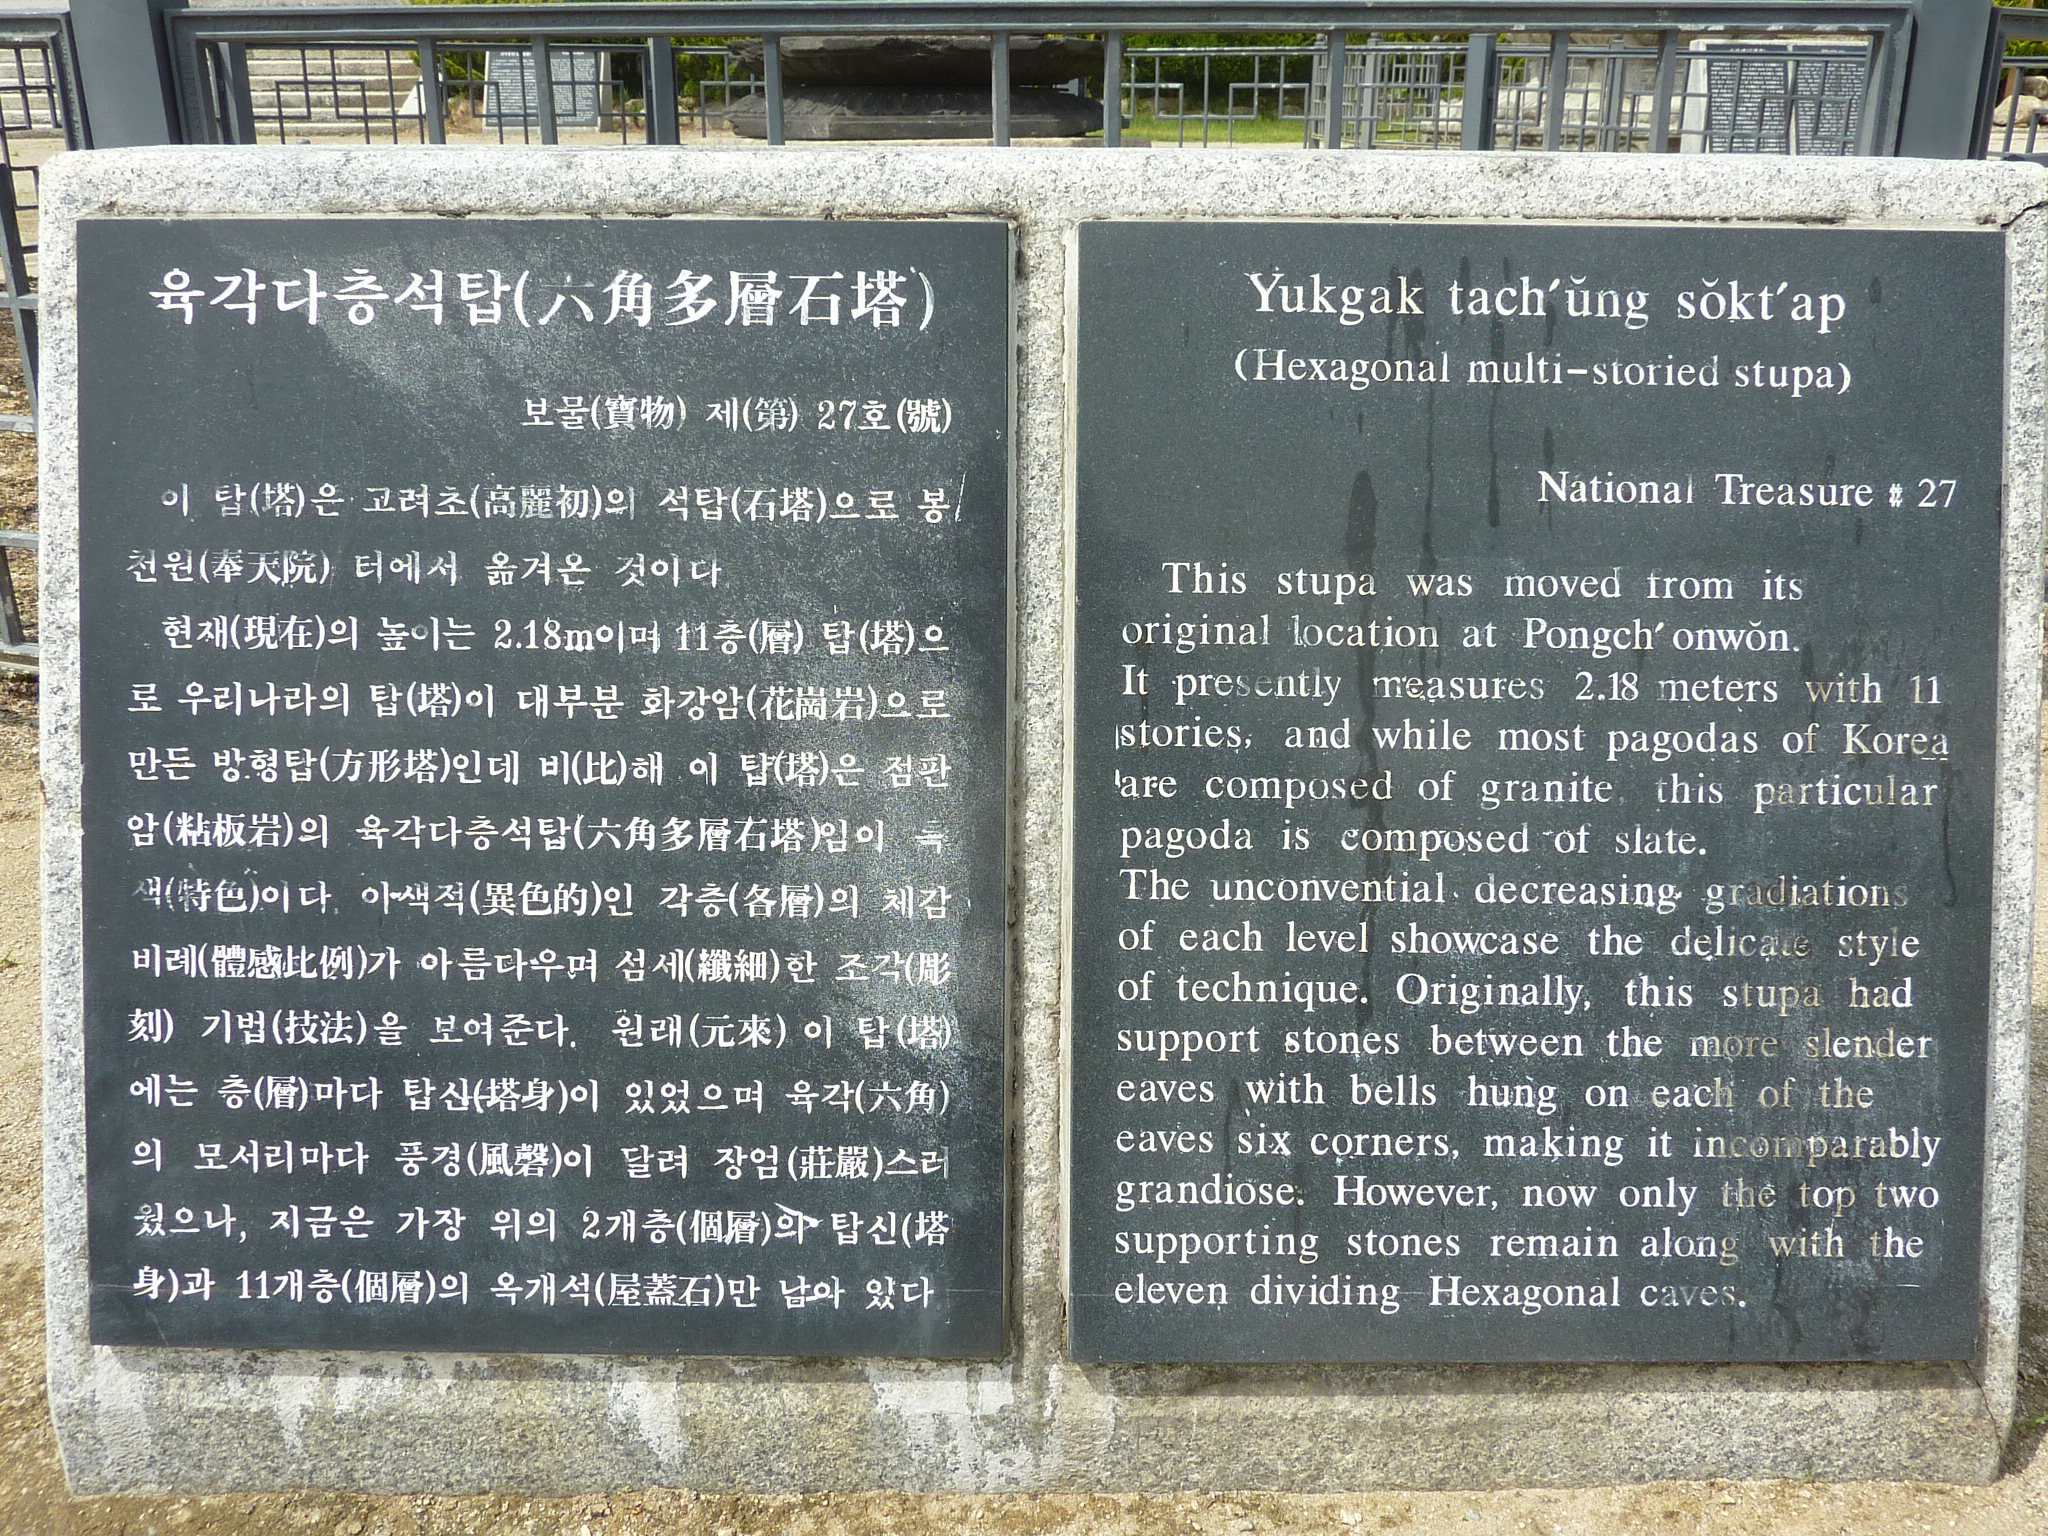 육각다층석탑(六角多層石塔)
보물(寶物) 제(第) 27호(號)
이 탑(塔)은 고려초(高麗初)의 석탑(石塔)으로 봉
천원(奉天院) 터에서 옮겨온 것이다
현재(現在)의 높이는 2.18m이며 11층(層) 탑(塔)으
로 우리나라의 탑(塔)이 대부분 화강암(花崗岩)으로
만든 방형탑(方形塔)인데 비(比)해 이 탑(塔)은 점판
암(粘板岩)의 육각다층석탑(六角多層石塔)임이
색(特色)이다. 이색적(異色的)인 각층(各層)의 체감
비례(體感比例)가 아름다우며 섬세(纖細)한 조각(彫
刻) 기법(技法)을 보여준다. 원래(元來) 이 탑(塔)
에는 층(層)마다 탑신(塔身)이 있었으며 육각(六角)
의 모서리마다 풍경(風磬)이 달려 장엄(莊嚴)스러
웠으나, 지금은 가장 위의 2개층(個層)의 탑신(塔
身)과 11개층(個層)의 옥개석(屋蓋石)만 남아 있다
Yukgak tach'ŭng sŏkt'ap
(Hexagonal multi-storied stupa)
National Treasure # 27
This stupa was moved from its
original location at Pongch'onwŏn.
It presently measures 2.18 meters with 11
stories, and while most pagodas of Korea
are composed of granite, this particular
pagoda is composed of slate.
The unconvential decreasing gradiations
of each level showcase the delicate style
of technique. Originally, this stupa had
support stones between the more slender
eaves with bells hung on each of the
eaves six corners, making it incomparably
grandiose. However, now only the top two
supporting stones remain along with the
eleven dividing Hexagonal caves.